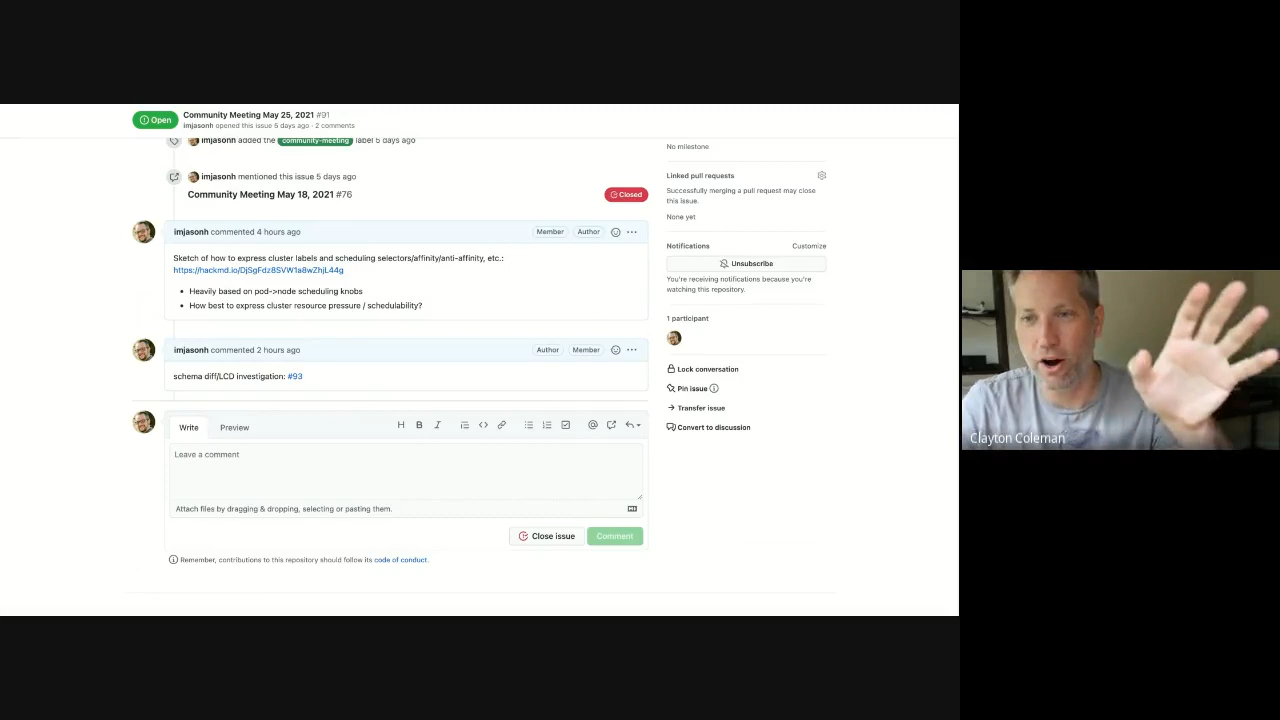 Open
Community Meeting May 25, 2021 #91
imjasonh opened this issue 5 days ago · 2 comments
imjasonh added the community-meeting label 5 days ago
imjasonh mentioned this issue 5 days ago
Community Meeting May 18, 2021 #76
Closed
imjasonh commented 4 hours ago
Member
Author
Sketch of how to express cluster labels and scheduling selectors/affinity/anti-affinity, etc.:
https://hackmd.io/DjSgFdz8SVW1a8wZhjL44g
• Heavily based on pod->node scheduling knobs
• How best to express cluster resource pressure / schedulability?
imjasonh commented 2 hours ago
Author
Member
schema diff/LCD investigation: #93
Write
Preview
Leave a comment
Attach files by dragging & dropping, selecting or pasting them.
Close issue
Comment
Remember, contributions to this repository should follow its code of conduct.
No milestone
Linked pull requests
Successfully merging a pull request may close
this issue.
None yet
Notifications
Customize
Unsubscribe
You're receiving notifications because you're
watching this repository.
1 participant
Lock conversation
Pin issue
Transfer issue
Convert to discussion
Clayton Coleman